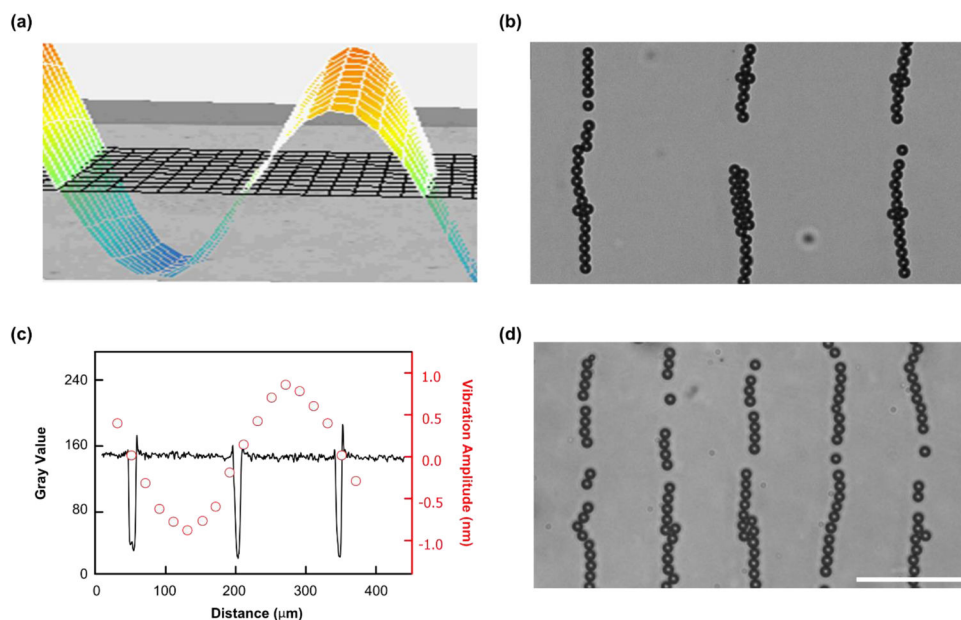 (a)
(b)
(c)
240
160
80
0
Gray Value
0
100
200
300
400
Distance (μm)
1.0
0.5
0.0
-0.5
-1.0
Vibration Amplitude (nm)
(d)